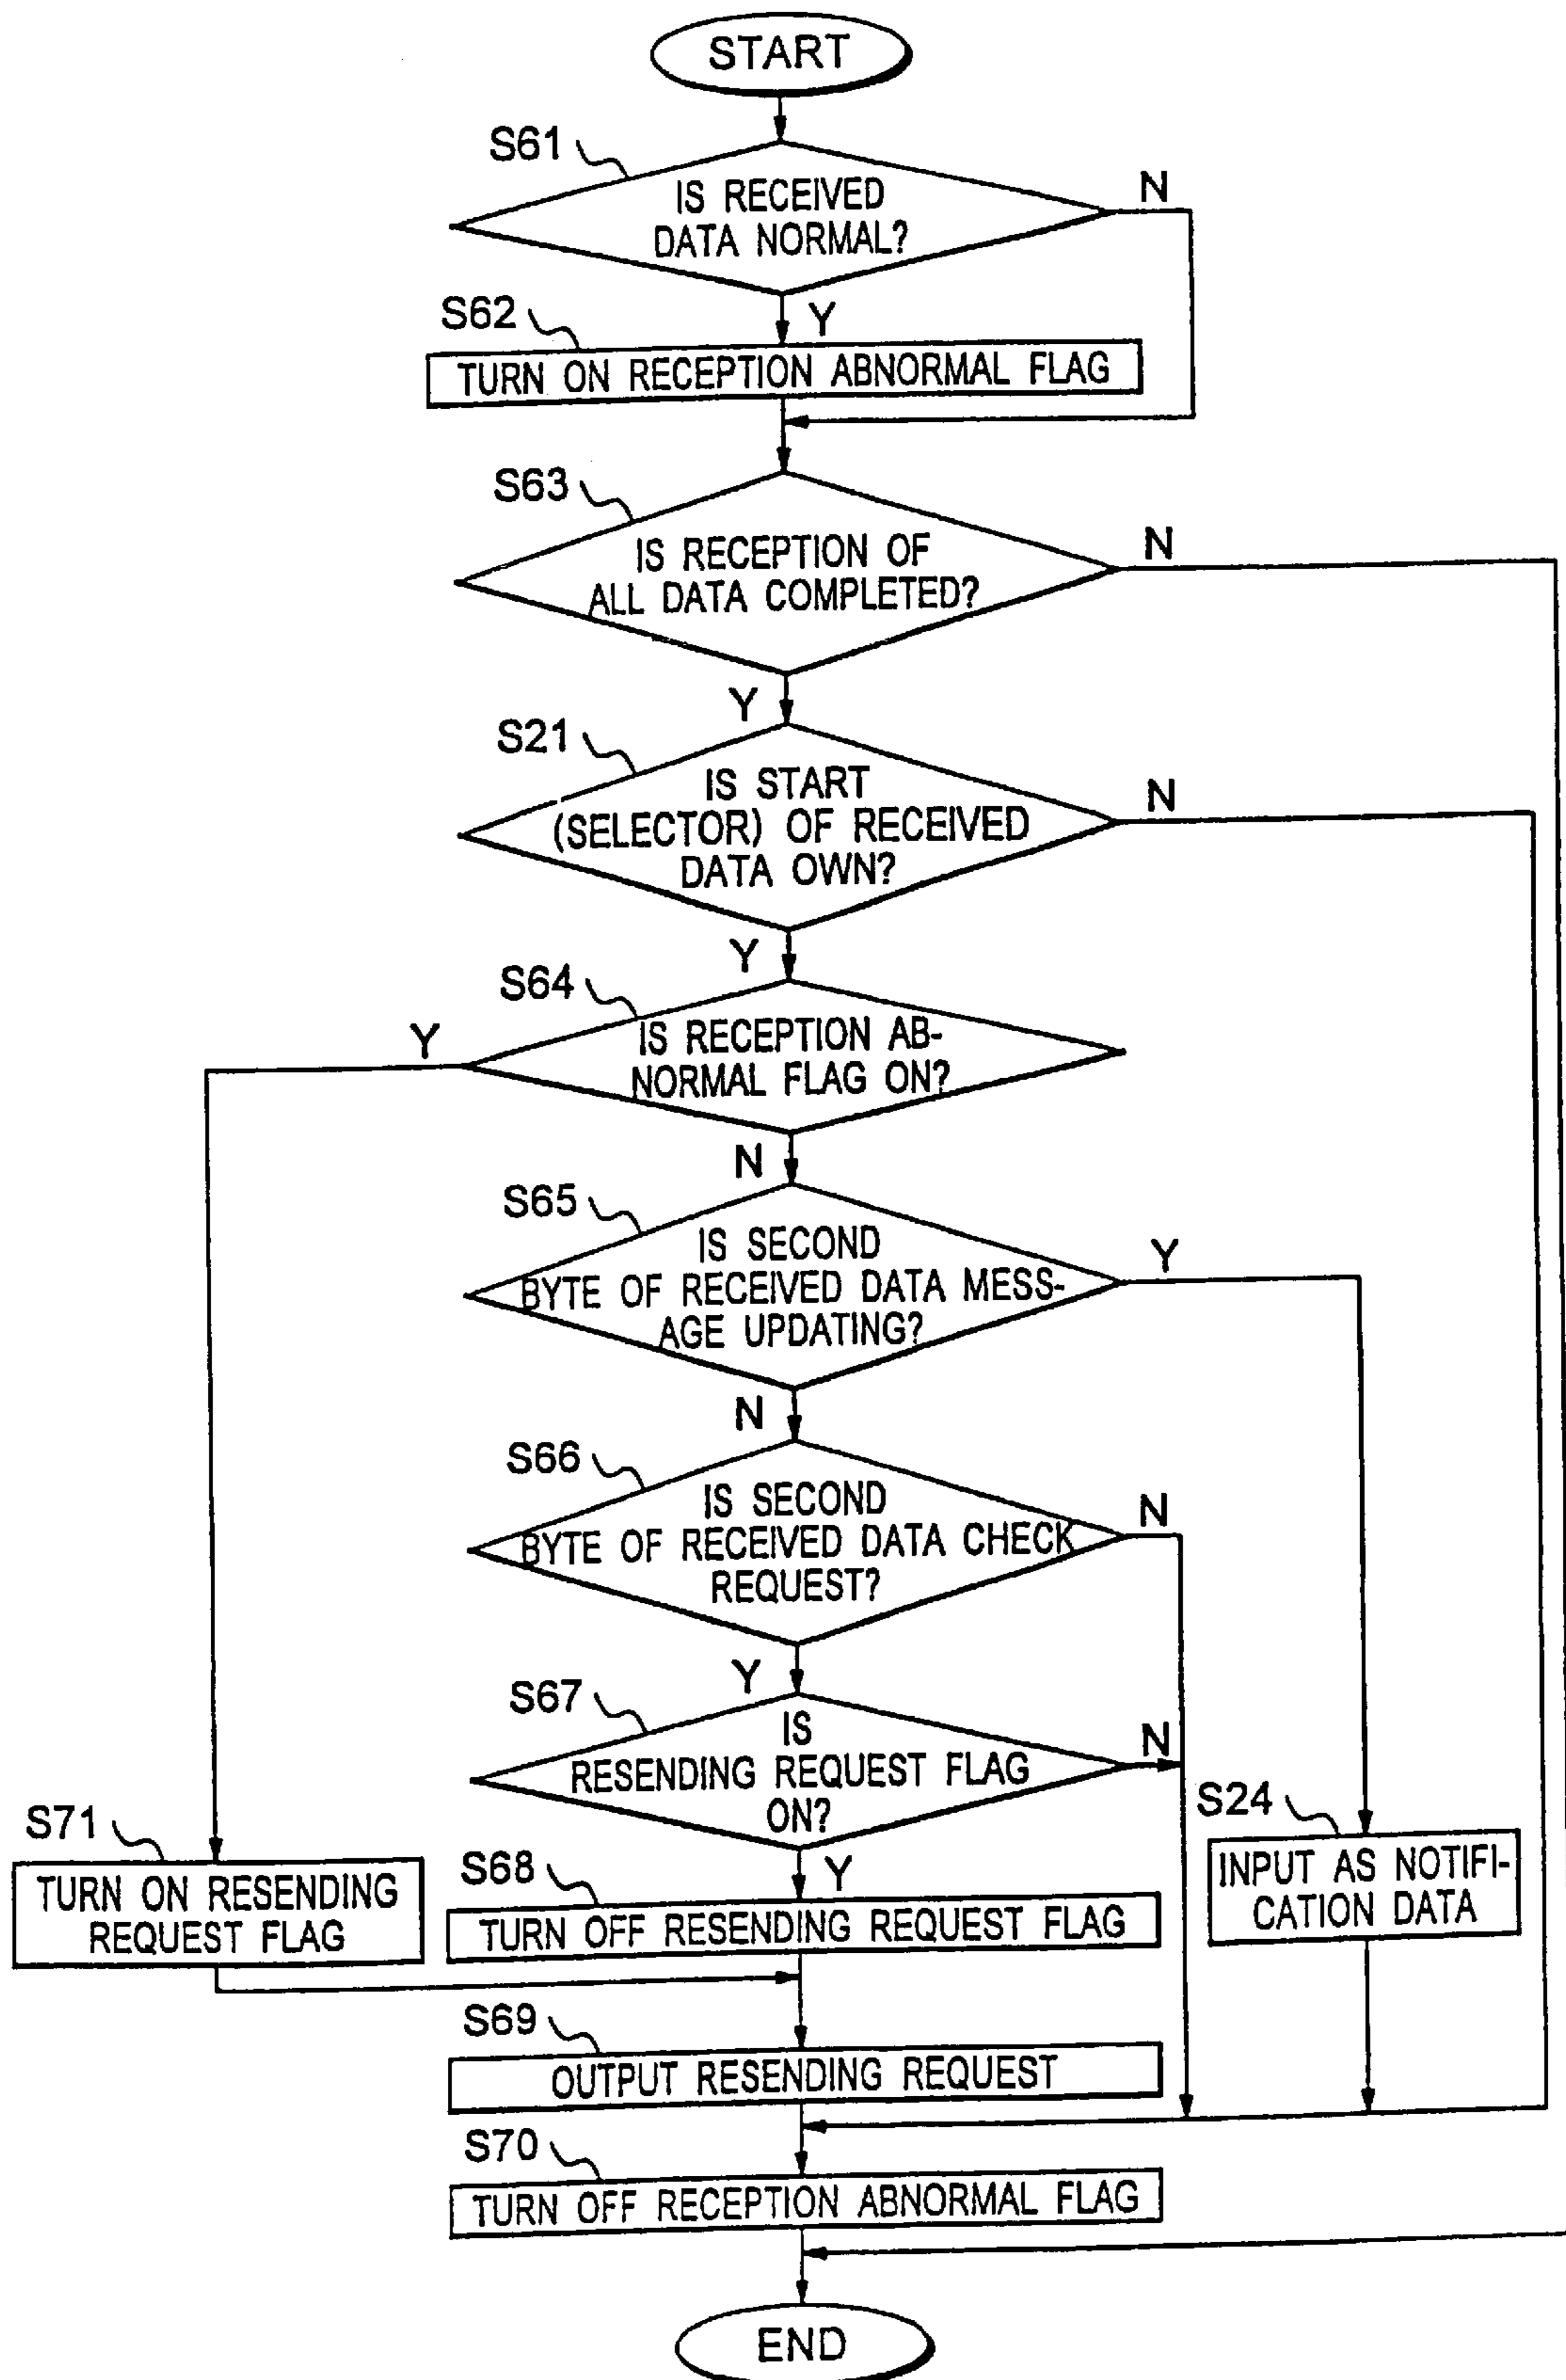 START
S61
IS RECEIVED
DATA NORMAL?
N
S62
Y
TURN ON RECEPTION ABNORMAL FLAG
S63
IS RECEPTION OF
ALL DATA COMPLETED?
N
Y
S21
IS START
(SELECTOR) OF RECEIVED
DATA OWN?
N
Y
S64
Y
IS RECEPTION AB-
NORMAL FLAG ON?
N
S65
IS SECOND
BYTE OF RECEIVED DATA MESS-
AGE UPDATING?
Y
N
S66
IS SECOND
BYTE OF RECEIVED DATA CHECK
REQUEST?
N
Y
S67
IS
RESENDING REQUEST FLAG
ON?
N
S24
INPUT AS NOTIFI-
CATION DATA
S71
TURN ON RESENDING
REQUEST FLAG
S68
Y
TURN OFF RESENDING REQUEST FLAG
S69
OUTPUT RESENDING REQUEST
S70
TURN OFF RECEPTION ABNORMAL FLAG
END